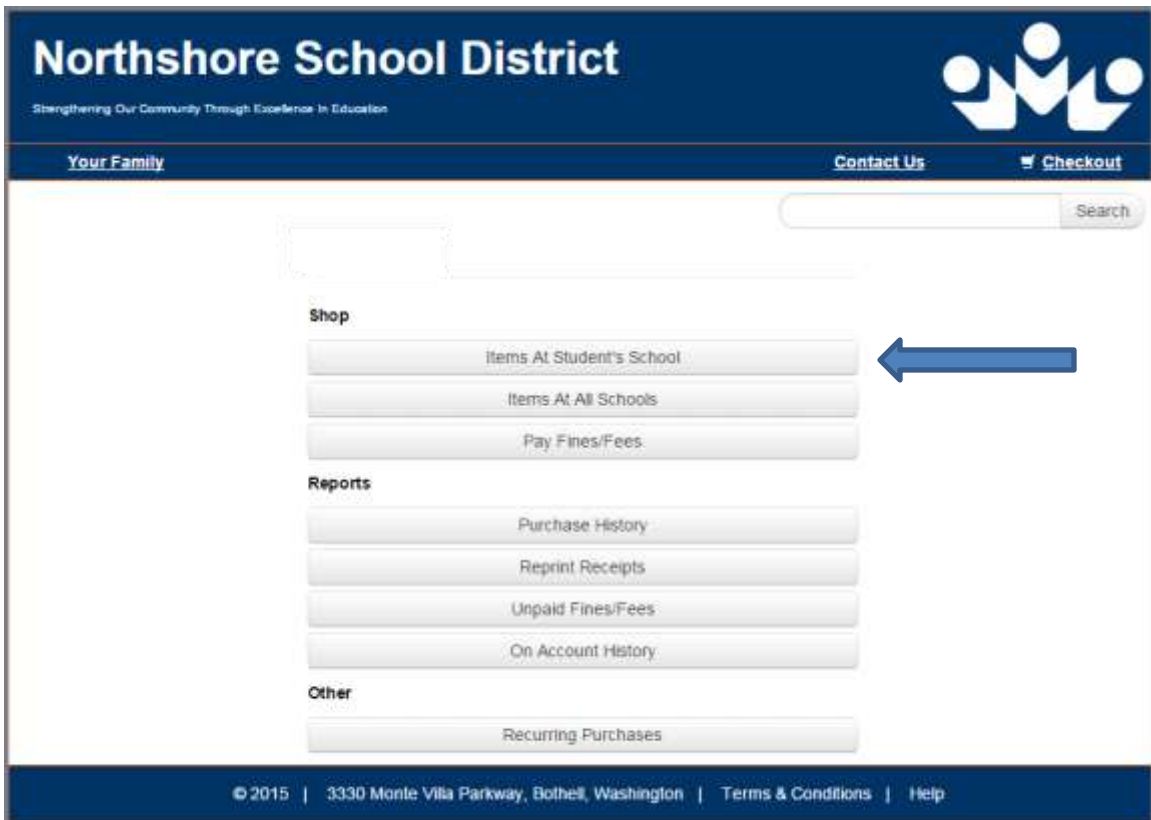 Northshore School District
Strengthening Our Community Through Excellence In Education
Your Family Contact Us Checkout
Search
Shop
Items At Student's School
Items At All Schools
Pay Fines/Fees
Reports
Purchase History
Reprint Receipts
Unpaid Fines/Fees
On Account History
Other
Recurring Purchases
© 2015 | 3330 Monte Villa Parkway, Bothell, Washington | Terms & Conditions | Help